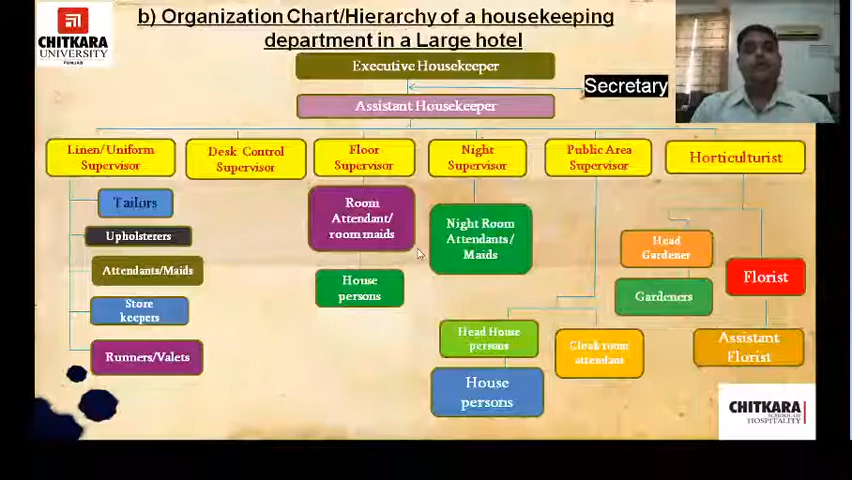 b) Organization Chart/Hierarchy of a housekeeping
department in a Large hotel
CHITKARA
UNIVERSITY
PUNJAB
Executive Housekeeper
Secretary
Assistant Housekeeper
Linen/Uniform
Supervisor
Desk Control
Supervisor
Floor
Supervisor
Night
Supervisor
Public Area
Supervisor
Horticulturist
Tailors
Upholsterers
Attendants/Maids
Store
keepers
Runners/Valets
Room
Attendant/
room maids
House
persons
Night Room
Attendants/
Maids
Head House
persons
House
persons
Cloak room
attendant
Head
Gardener
Gardeners
Florist
Assistant
Florist
CHITKARA
SCHOOL OF
HOSPITALITY